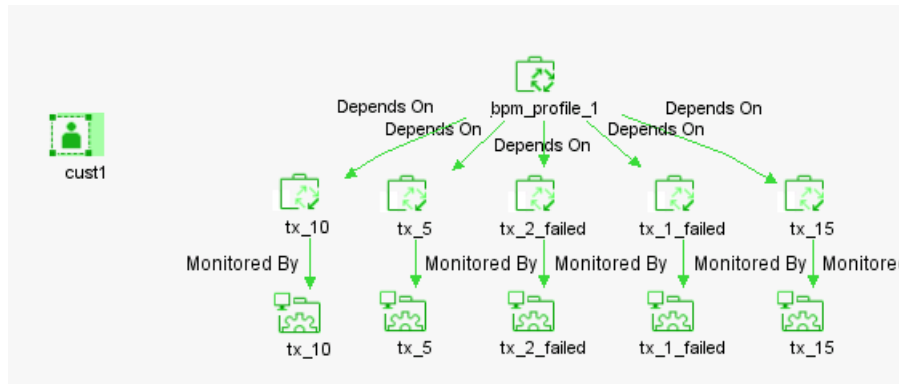 bpm_profile_1
Depends On
Depends On
Depends On
Depends On
Depends On
cust1
tx_10
tx_5
tx_2_failed
tx_1_failed
tx_15
Monitored By
Monitored By
Monitored By
Monitored By
Monitore
tx_10
tx_5
tx_2_failed
tx_1_failed
tx_15